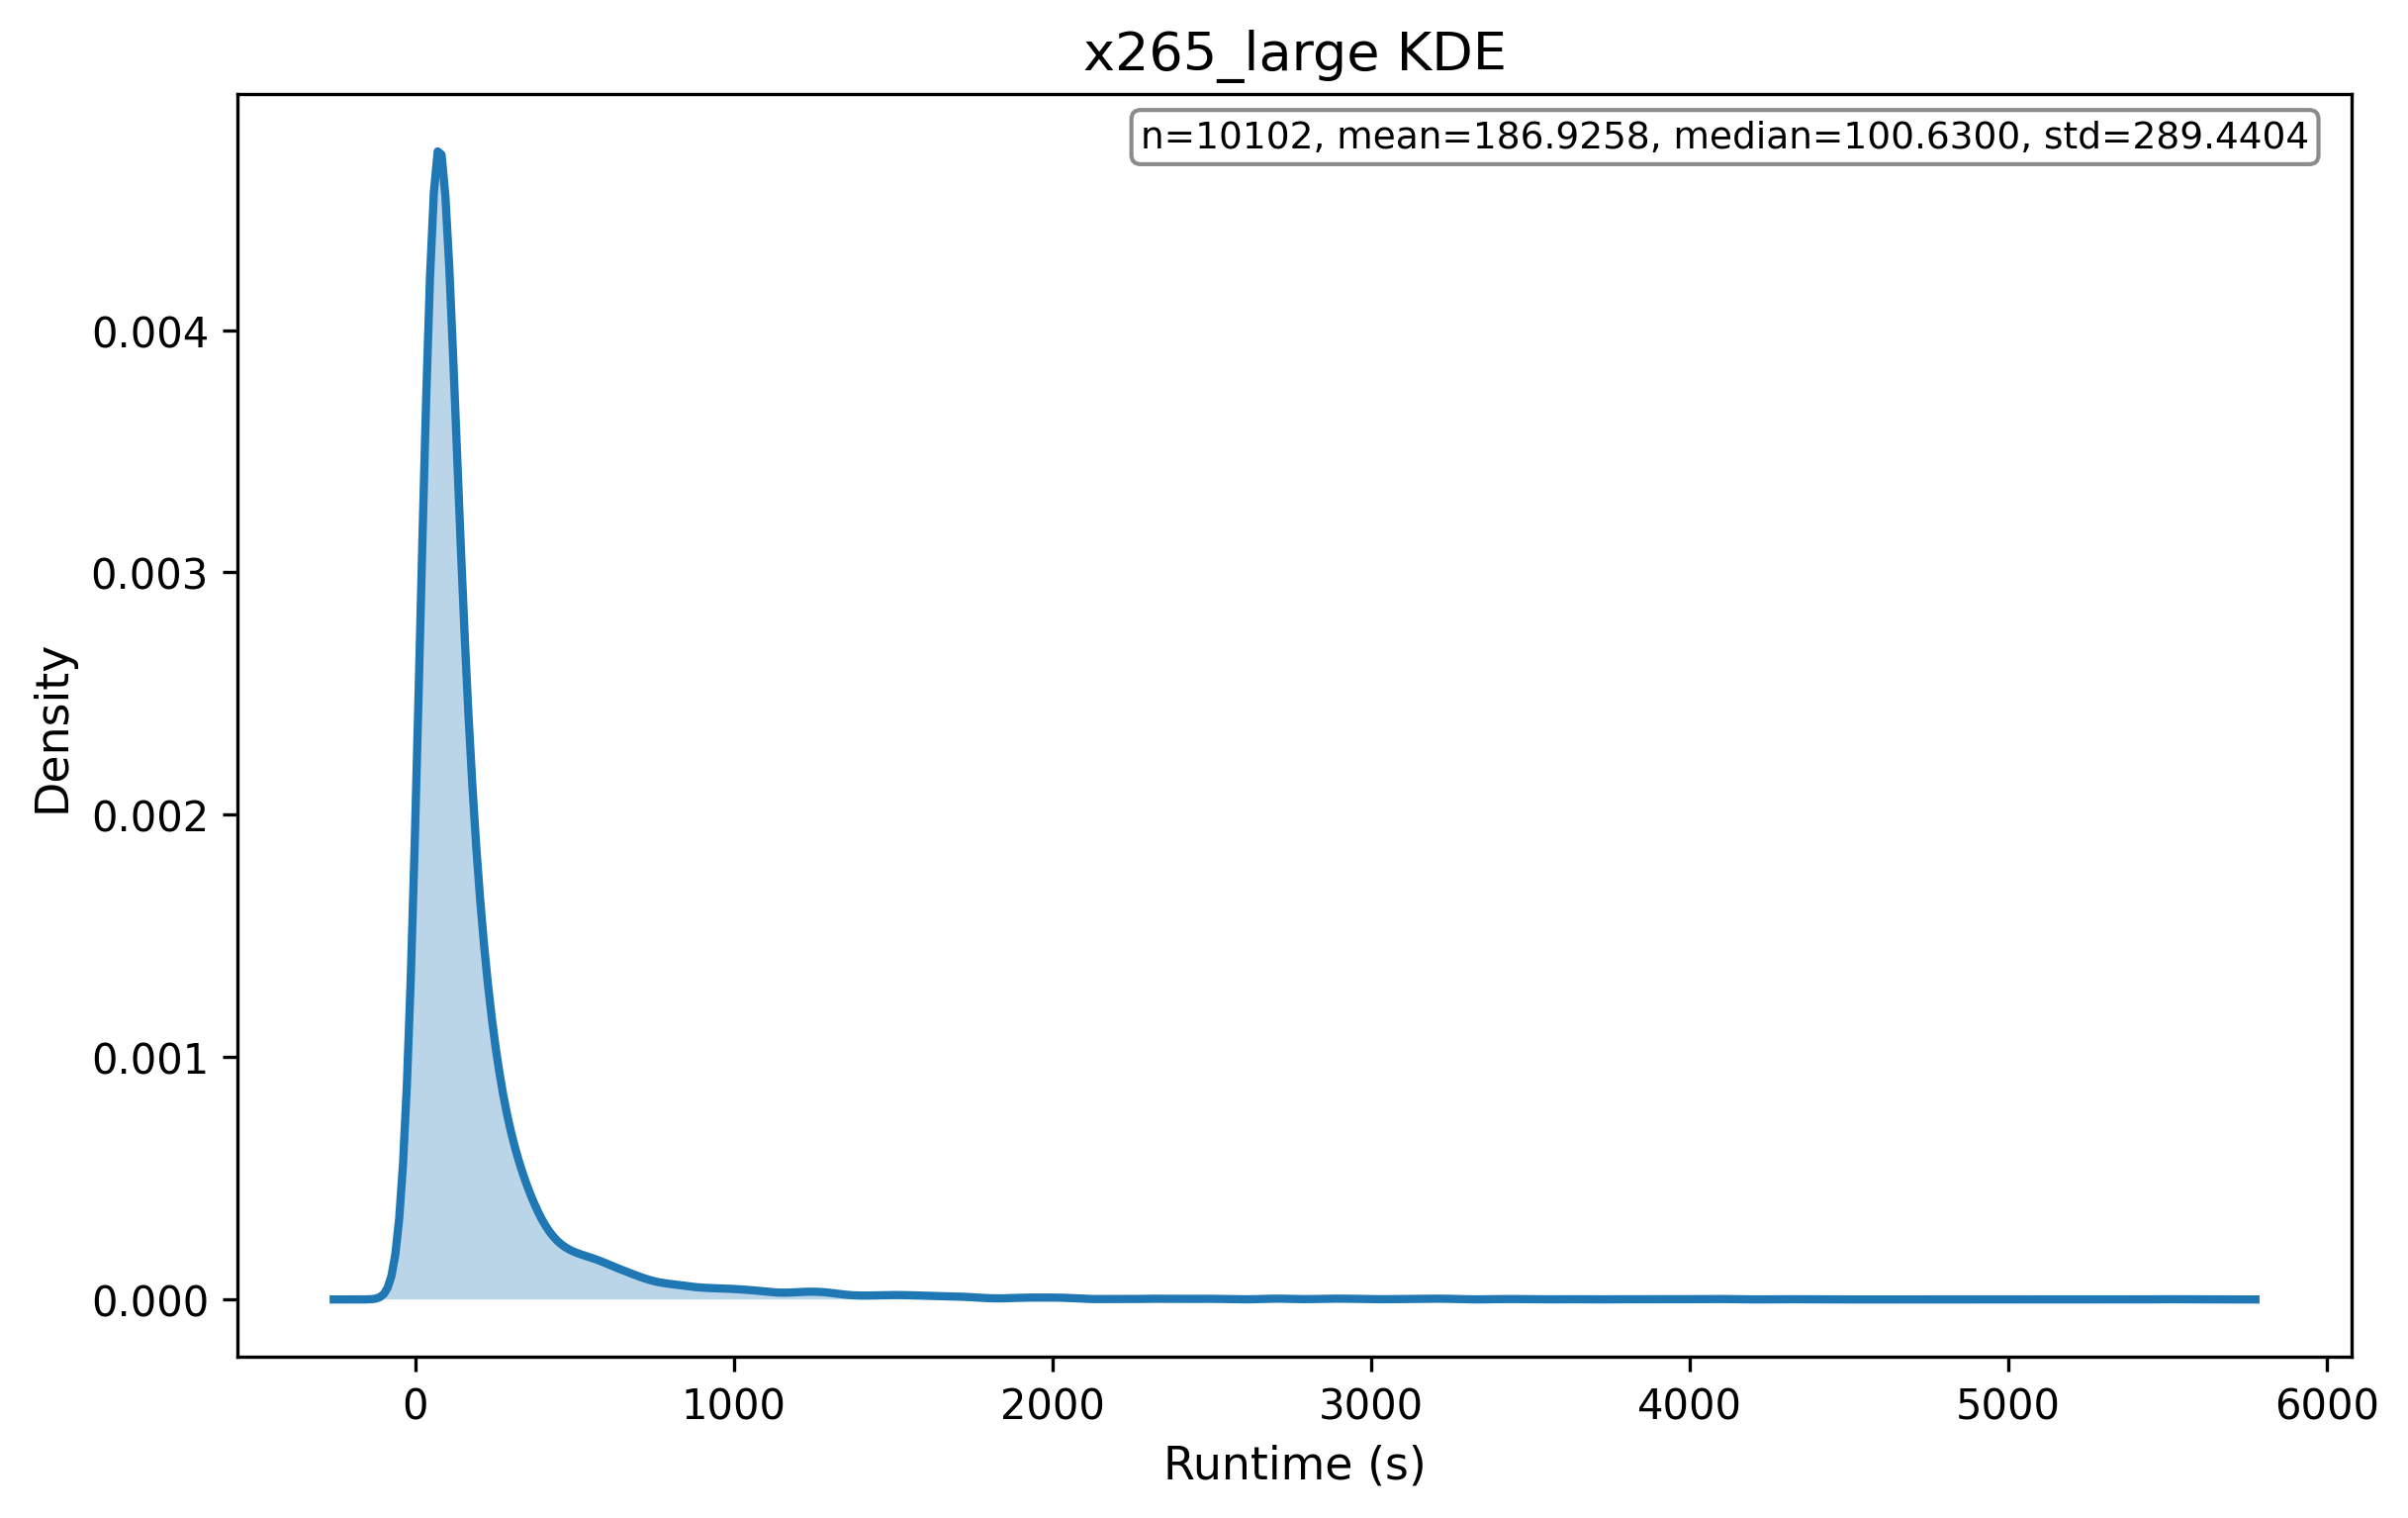 x265_large KDE
n=10102, mean=186.9258, median=100.6300, std=289.4404
Density
0.004
0.003
0.002
0.001
0.000
0 1000 2000 3000 4000 5000 6000
Runtime (s)